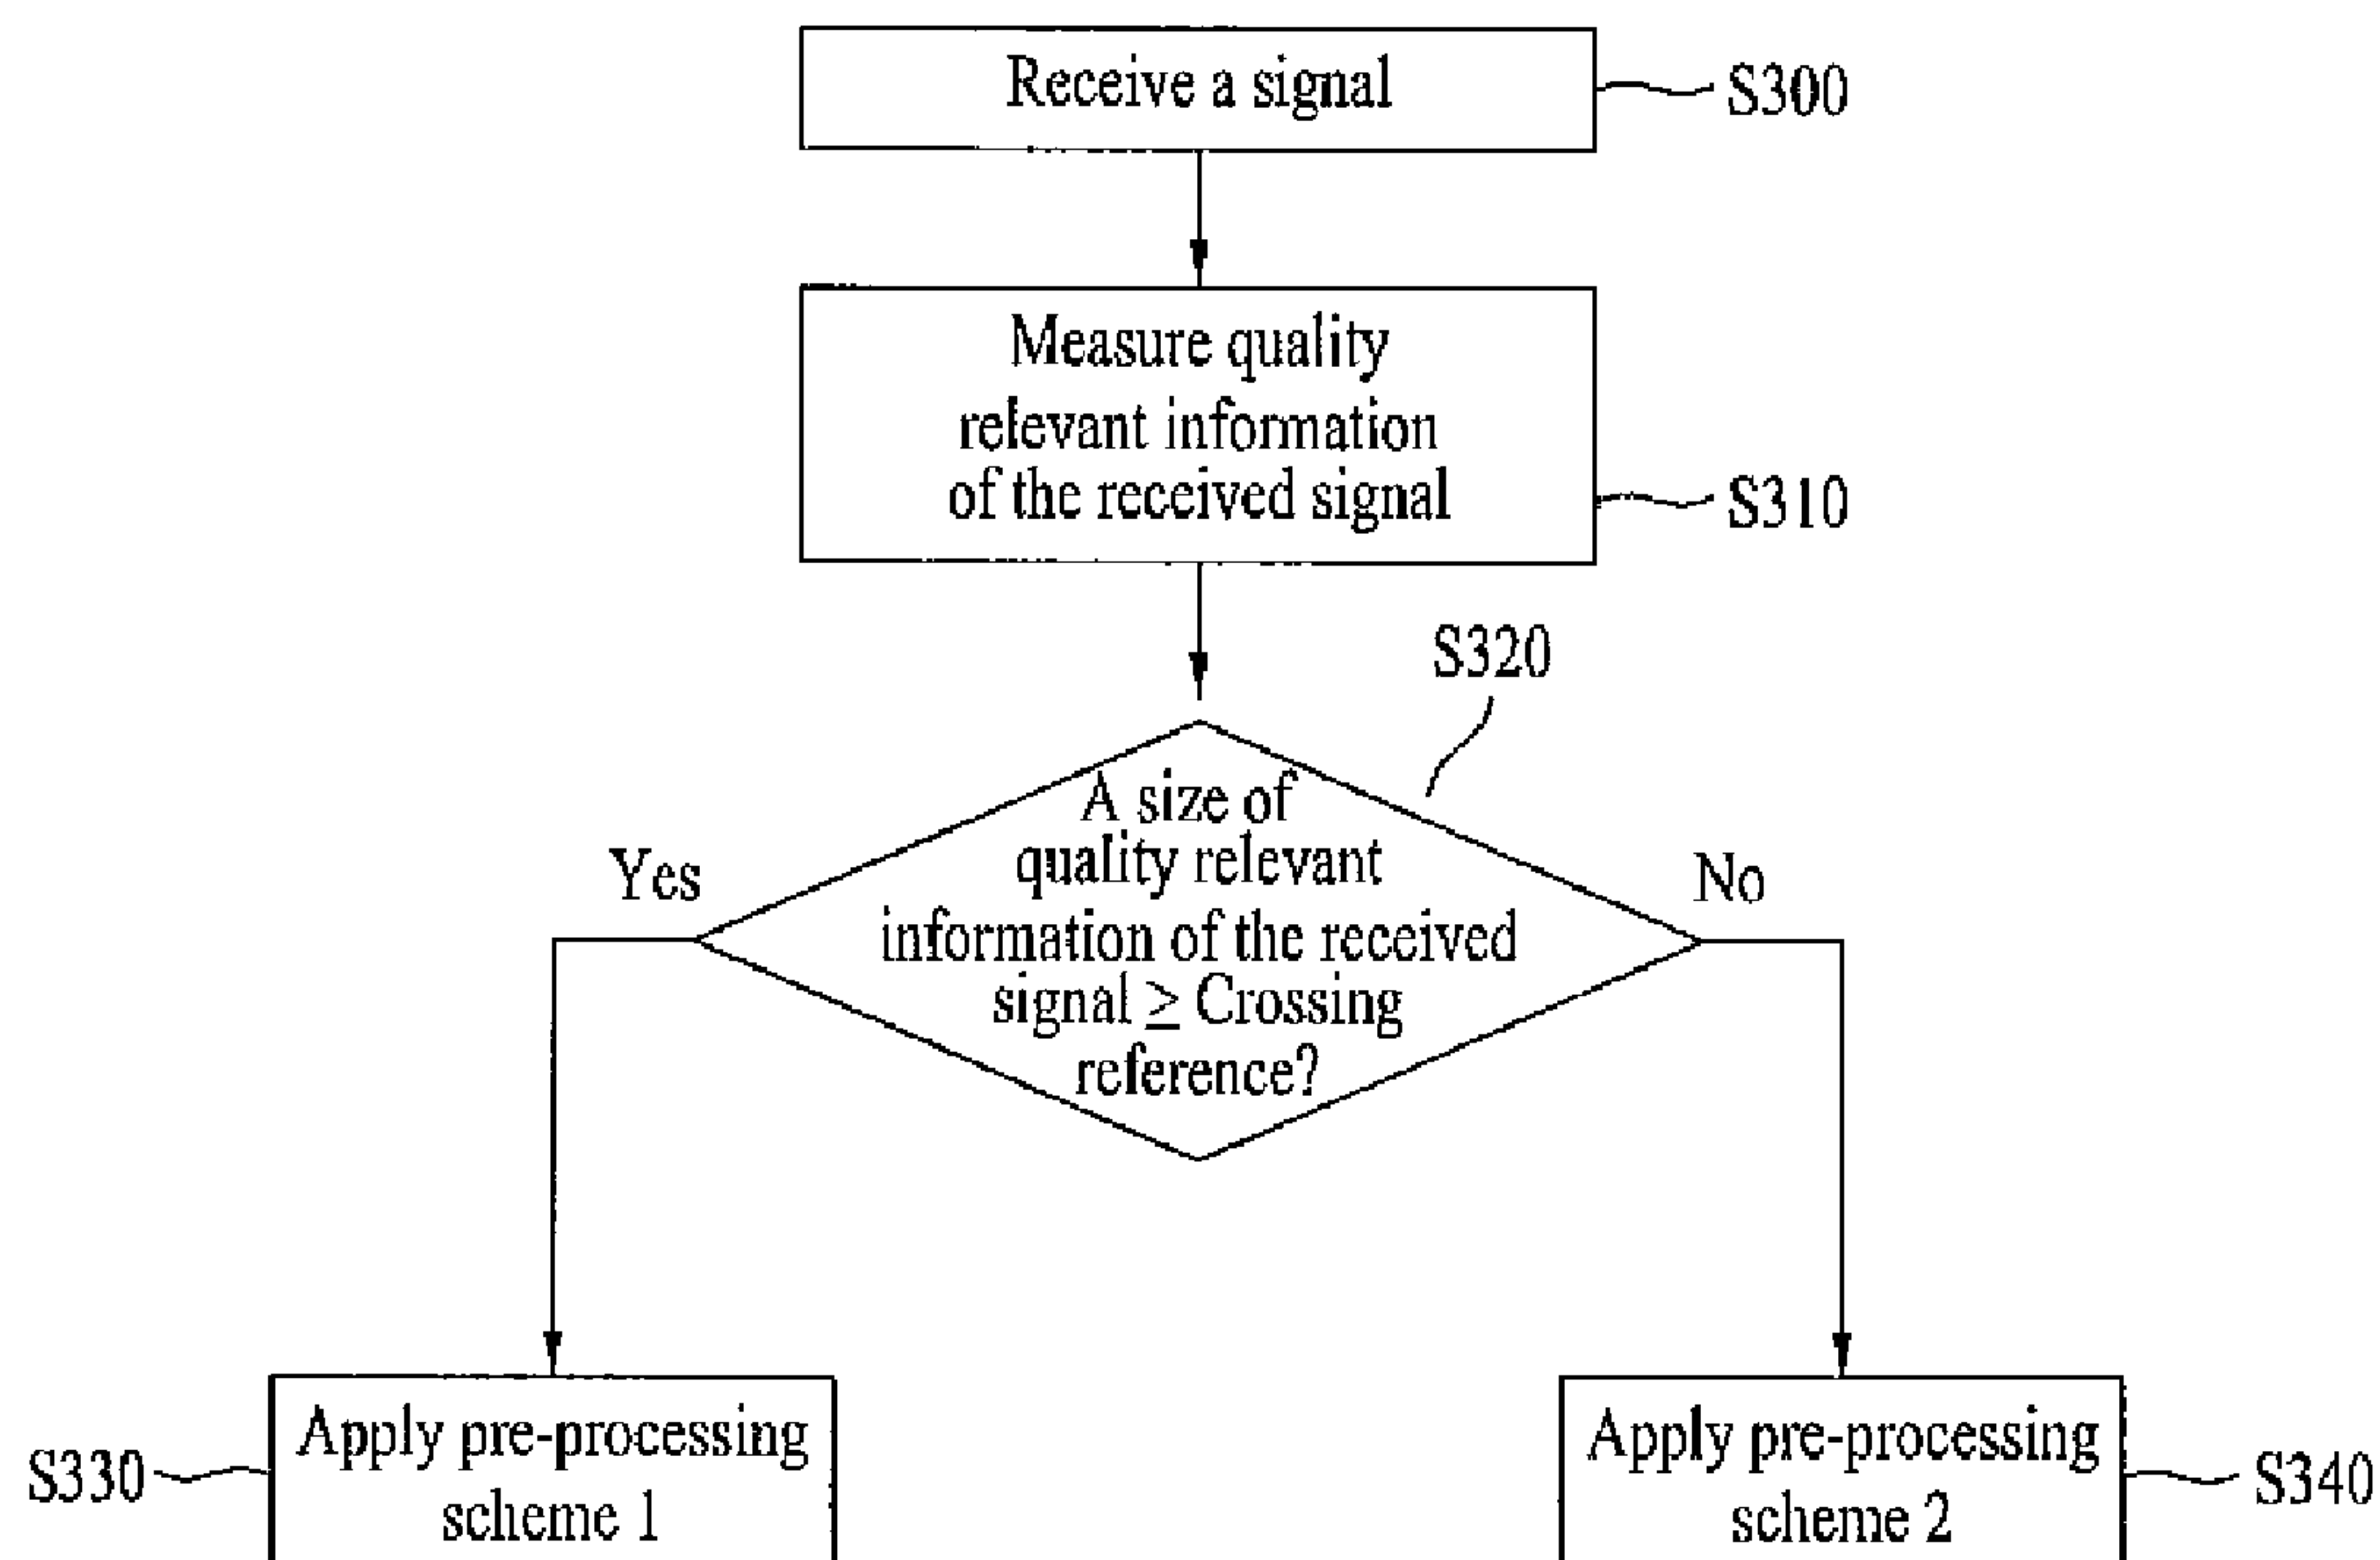 Receive a signal
S300
Measure quality
relevant information
of the received signal
S310
S320
A size of
quality relevant
information of the received
signal ≥ Crossing
reference?
Yes
No
Apply pre-processing
scheme 1
S330
Apply pre-processing
scheme 2
S340